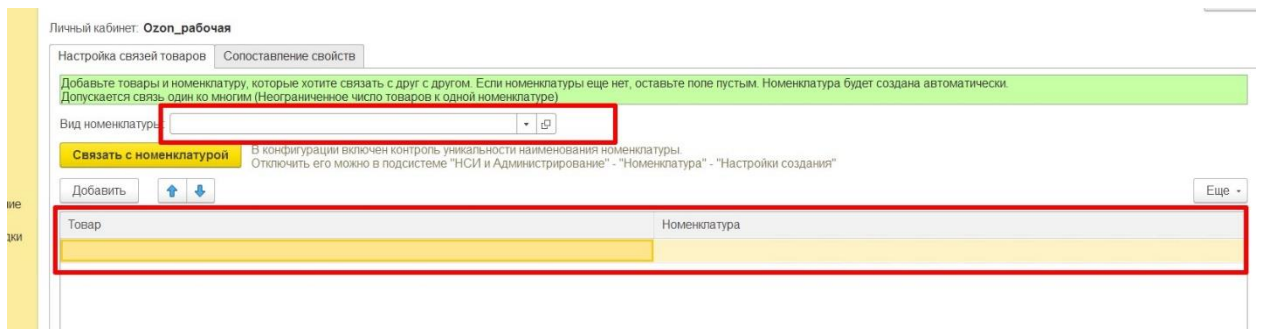 Личный кабинет: Ozon_рабочая
Настройка связей товаров Сопоставление свойств
Добавьте товары и номенклатуру, которые хотите связать с друг с другом. Если номенклатуры еще нет, оставьте поле пустым. Номенклатура будет создана автоматически.
Допускается связь один ко многим (Неограниченное число товаров к одной номенклатуре)
Вид номенклатуры:
Связать с номенклатурой
В конфигурации включен контроль уникальности наименования номенклатуры.
Отключить его можно в подсистеме "НСИ и Администрирование" - "Номенклатура" - "Настройки создания"
Добавить Еще
ние
Товар Номенклатура
дки